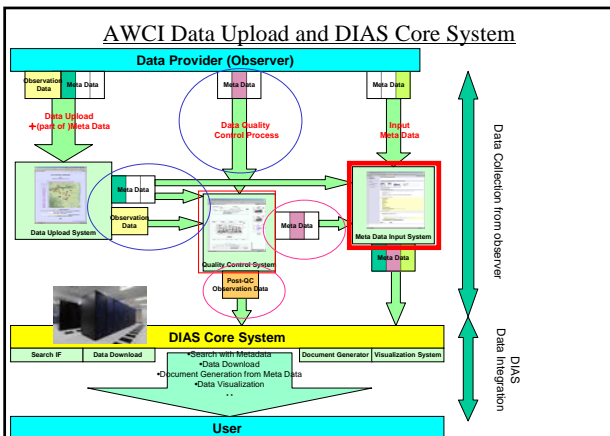 AWCI Data Upload and DIAS Core System
Data Provider (Observer)
Observation
Data
Meta Data
Meta Data
Meta Data
Data Upload
+(part of )Meta Data
Data Quality
Control Process
Input
Meta Data
Data Collection from observer
Meta Data
Observation
Data
Data Upload System
Quality Control System
Meta Data
Meta Data Input System
Meta Data
Post-QC
Observation Data
DIAS Core System
Search IF
Data Download
Document Generator
Visualization System
•Search with Metadata
•Data Download
•Document Generation from Meta Data
•Data Visualization
. .
DIAS
Data Integration
User